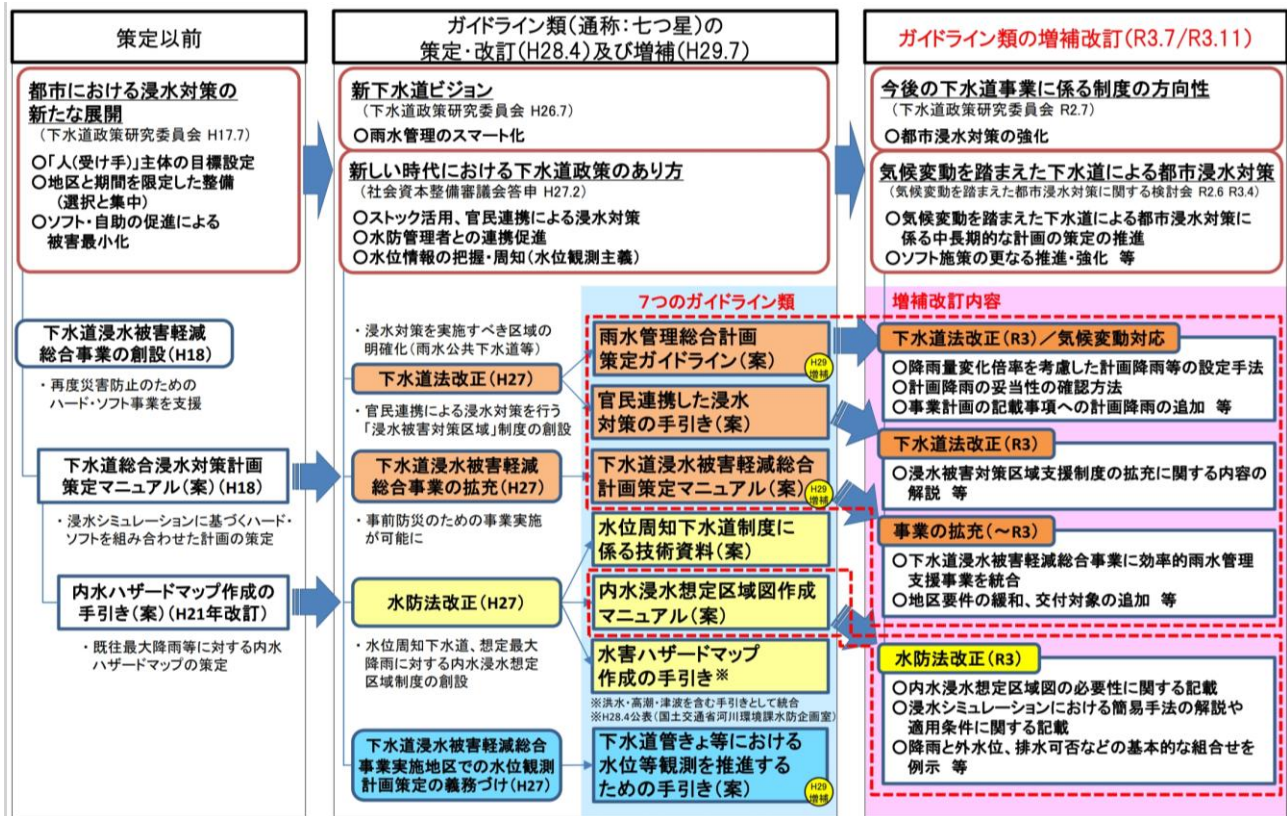 策定以前
都市における浸水対策の
新たな展開
(下水道政策研究委員会 H17.7)
○「人(受け手)」主体の目標設定
○地区と期間を限定した整備
(選択と集中)
○ソフト・自助の促進による
被害最小化
下水道浸水被害軽減
総合事業の創設(H18)
・再度災害防止のための
ハード・ソフト事業を支援
下水道総合浸水対策計画
策定マニュアル(案)(H18)
・浸水シミュレーションに基づくハード・
ソフトを組み合わせた計画の策定
内水ハザードマップ作成の
手引き(案)(H21年改訂)
・既往最大降雨等に対する内水
ハザードマップの策定
ガイドライン類(通称:七つ星)の
策定・改訂(H28.4)及び増補(H29.7)
新下水道ビジョン
(下水道政策研究委員会 H26.7)
○雨水管理のスマート化
新しい時代における下水道政策のあり方
(社会資本整備審議会答申 H27.2)
○ストック活用、官民連携による浸水対策
○水防管理者との連携促進
○水位情報の把握・周知(水位観測主義)
・浸水対策を実施すべき区域の
明確化(雨水公共下水道等)
下水道法改正(H27)
・官民連携による浸水対策を行う
「浸水被害対策区域」制度の創設
下水道浸水被害軽減
総合事業の拡充(H27)
・事前防災のための事業実施
が可能に
水防法改正(H27)
・水位周知下水道、想定最大
降雨に対する内水浸水想定
区域制度の創設
下水道浸水被害軽減総合
事業実施地区での水位観測
計画策定の義務づけ(H27)
7つのガイドライン類
雨水管理総合計画
策定ガイドライン(案)
H29
増補
官民連携した浸水
対策の手引き(案)
下水道浸水被害軽減総合
計画策定マニュアル(案)
H29
増補
水位周知下水道制度に
係る技術資料(案)
内水浸水想定区域図作成
マニュアル(案)
水害ハザードマップ
作成の手引き※
※洪水・高潮・津波を含む手引きとして統合
※H28.4公表(国土交通省河川環境課水防企画室)
下水道管きょ等における
水位等観測を推進する
ための手引き(案)
H29
増補
ガイドライン類の増補改訂(R3.7/R3.11)
今後の下水道事業に係る制度の方向性
(下水道政策研究委員会 R2.7)
○都市浸水対策の強化
気候変動を踏まえた下水道による都市浸水対策
(気候変動を踏まえた都市浸水対策に関する検討会 R2.6 R3.4)
○気候変動を踏まえた下水道による都市浸水対策に
係る中長期的な計画の策定の推進
○ソフト施策の更なる推進・強化 等
増補改訂内容
下水道法改正(R3)/気候変動対応
○降雨量変化倍率を考慮した計画降雨等の設定手法
○計画降雨の妥当性の確認方法
○事業計画の記載事項への計画降雨の追加 等
下水道法改正(R3)
○浸水被害対策区域支援制度の拡充に関する内容の
解説 等
事業の拡充(~R3)
○下水道浸水被害軽減総合事業に効率的雨水管理
支援事業を統合
○地区要件の緩和、交付対象の追加 等
水防法改正(R3)
○内水浸水想定区域図の必要性に関する記載
○浸水シミュレーションにおける簡易手法の解説や
適用条件に関する記載
○降雨と外水位、排水可否などの基本的な組合せを
例示 等